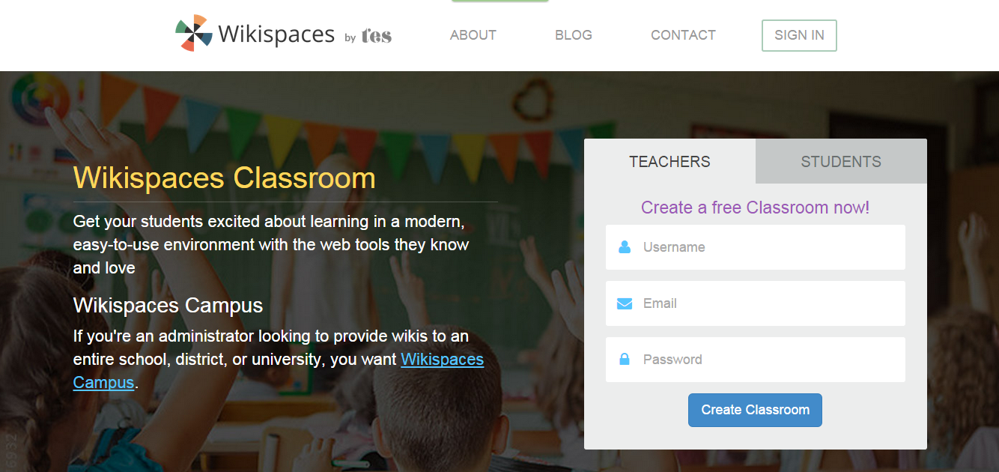 Wikispaces by tes
ABOUT
BLOG
CONTACT
SIGN IN
Wikispaces Classroom
Get your students excited about learning in a modern,
easy-to-use environment with the web tools they know
and love
Wikispaces Campus
If you're an administrator looking to provide wikis to an
entire school, district, or university, you want Wikispaces
Campus.
TEACHERS
STUDENTS
Create a free Classroom now!
Username
Email
Password
Create Classroom